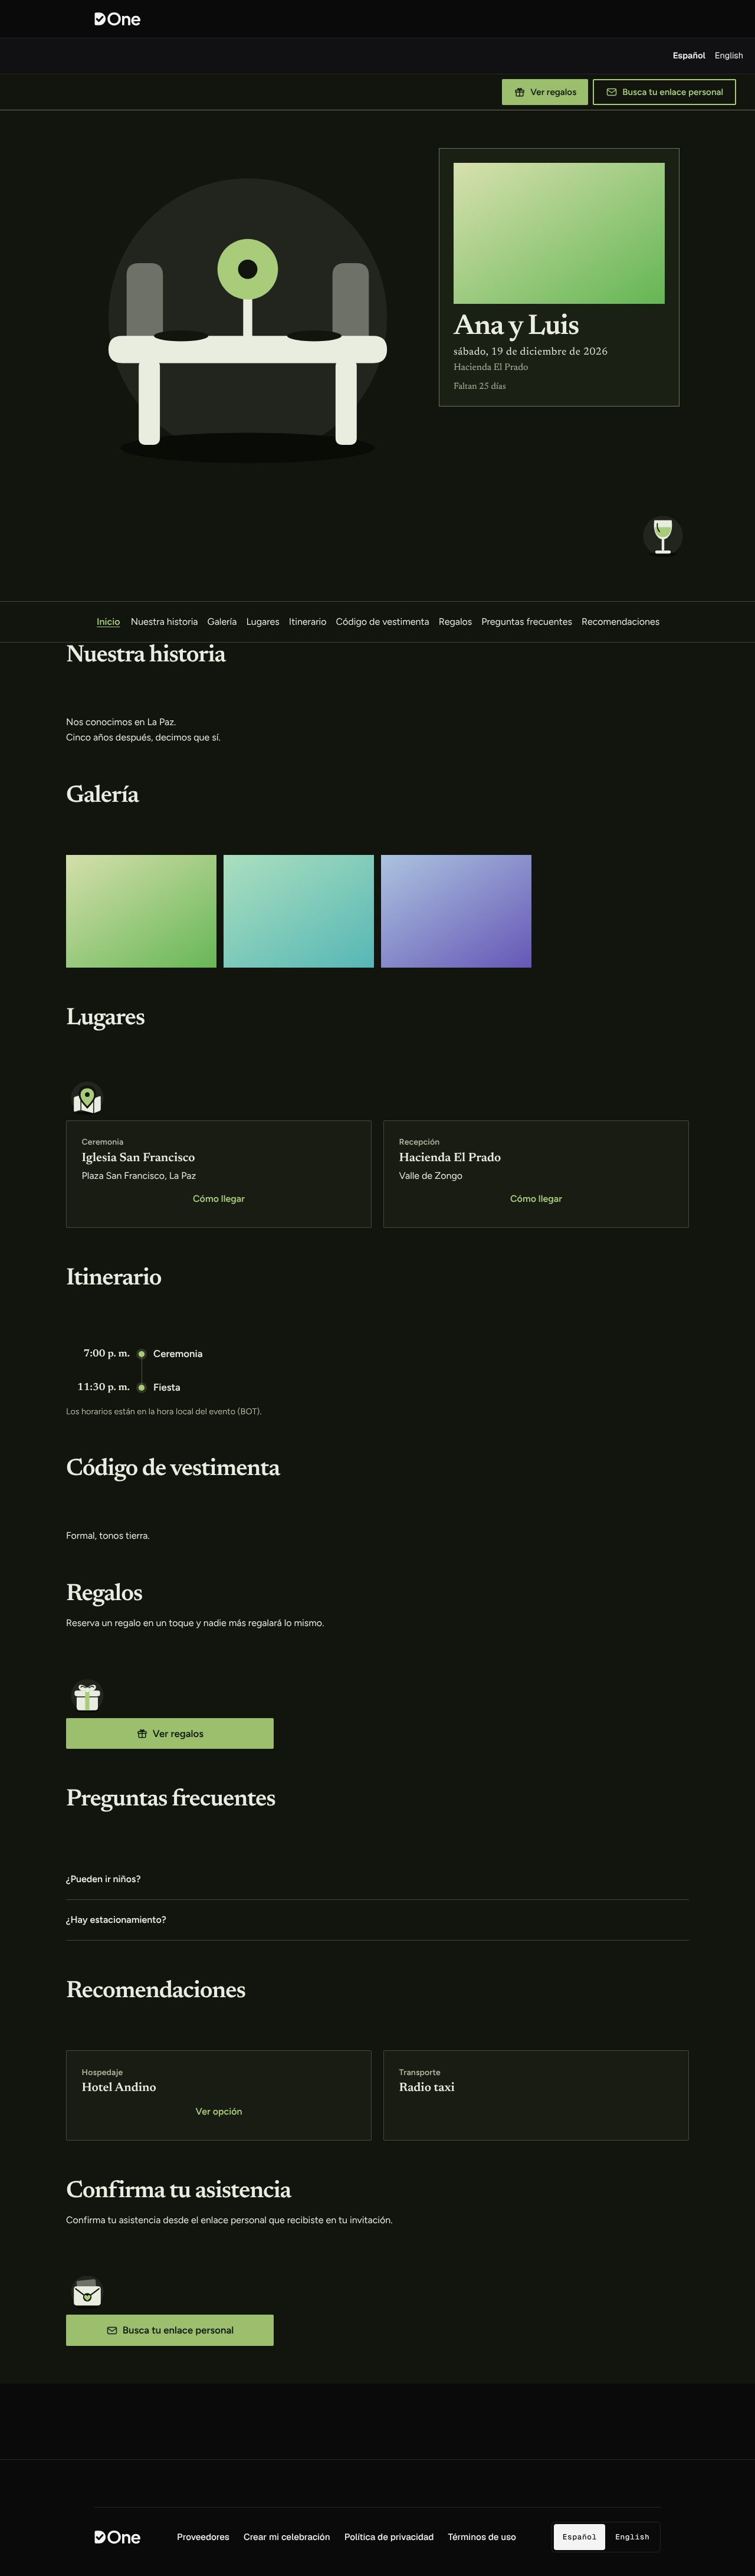 One
Español English
Ver regalos Busca tu enlace personal
Ana y Luis
sábado, 19 de diciembre de 2026
Hacienda El Prado
Faltan 25 días
Inicio Nuestra historia Galería Lugares Itinerario Código de vestimenta Regalos Preguntas frecuentes Recomendaciones
Nuestra historia
Nos conocimos en La Paz.
Cinco años después, decimos que sí.
Galería
Lugares
Ceremonia
Iglesia San Francisco
Plaza San Francisco, La Paz
Cómo llegar
Recepción
Hacienda El Prado
Valle de Zongo
Cómo llegar
Itinerario
7:00 p. m. Ceremonia
11:30 p. m. Fiesta
Los horarios están en la hora local del evento (BOT).
Código de vestimenta
Formal, tonos tierra.
Regalos
Reserva un regalo en un toque y nadie más regalará lo mismo.
Ver regalos
Preguntas frecuentes
¿Pueden ir niños?
¿Hay estacionamiento?
Recomendaciones
Hospedaje
Hotel Andino
Ver opción
Transporte
Radio taxi
Confirma tu asistencia
Confirma tu asistencia desde el enlace personal que recibiste en tu invitación.
Busca tu enlace personal
One Proveedores Crear mi celebración Política de privacidad Términos de uso Español English